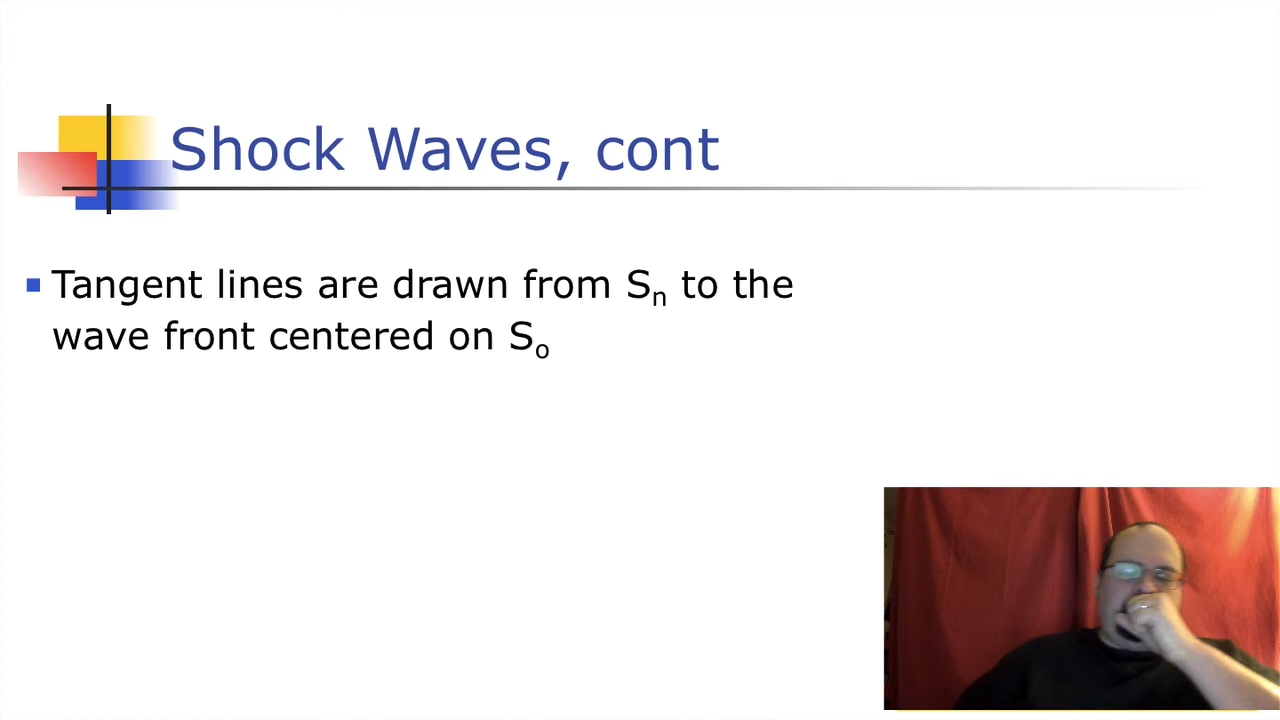 Shock Waves, cont
Tangent lines are drawn from Sn to the
wave front centered on So